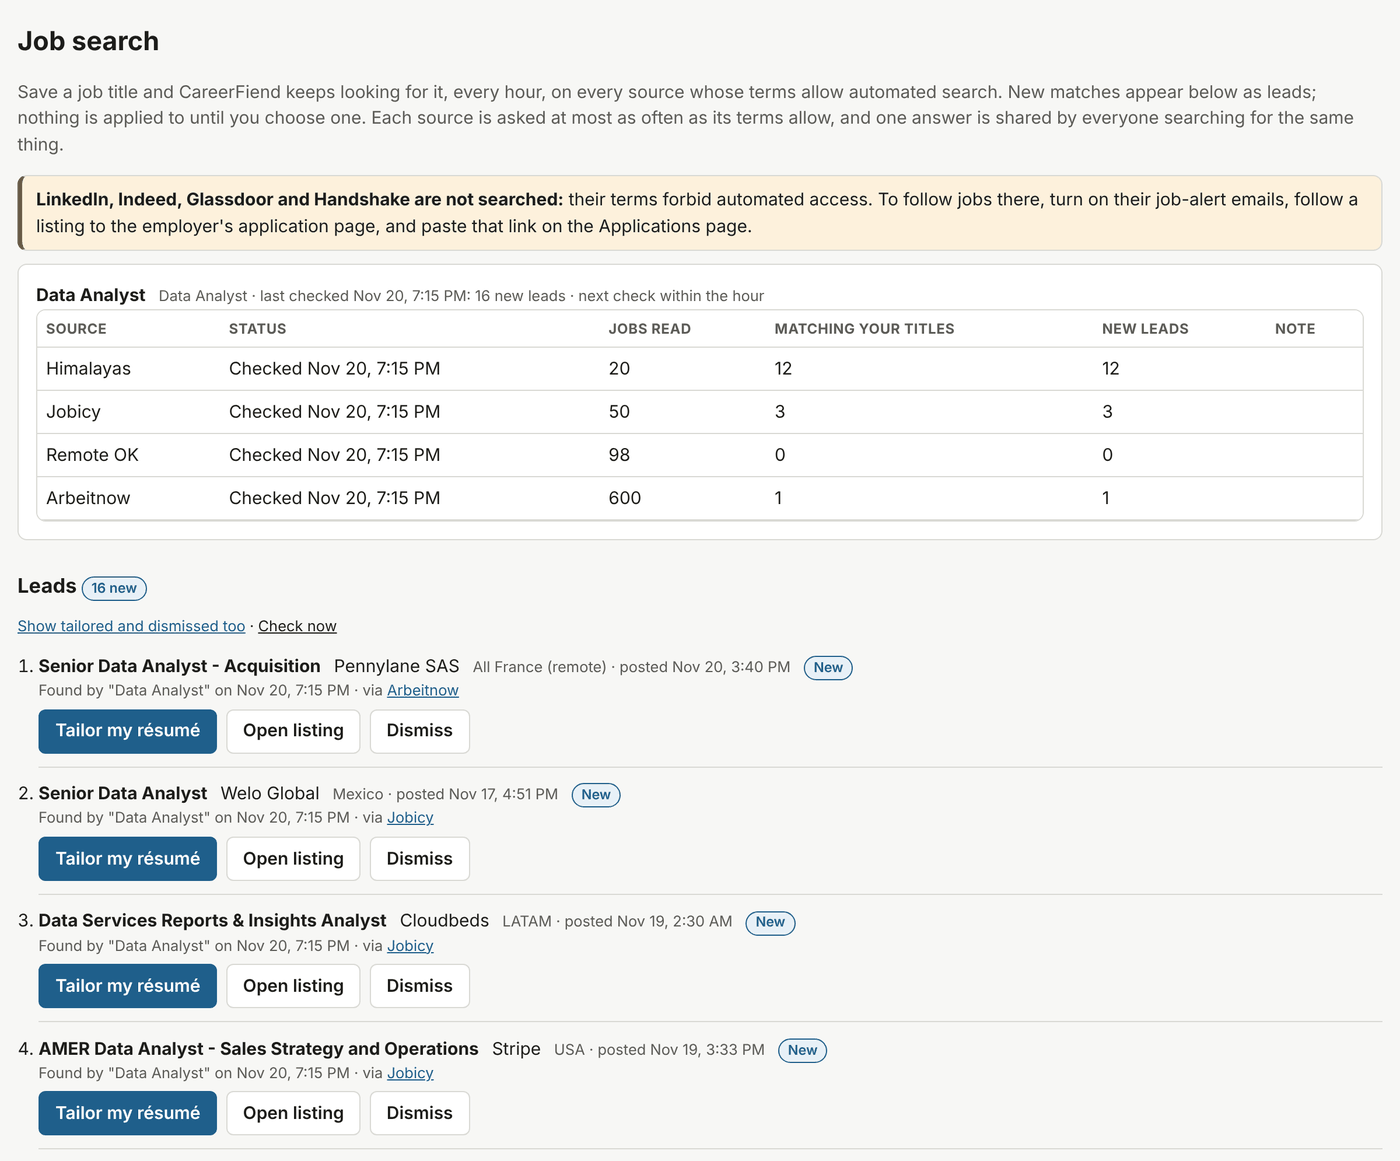 Job search
Save a job title and CareerFiend keeps looking for it, every hour, on every source whose terms allow automated search. New matches appear below as leads;
nothing is applied to until you choose one. Each source is asked at most as often as its terms allow, and one answer is shared by everyone searching for the same
thing.
LinkedIn, Indeed, Glassdoor and Handshake are not searched: their terms forbid automated access. To follow jobs there, turn on their job-alert emails, follow a
listing to the employer's application page, and paste that link on the Applications page.
Data Analyst Data Analyst · last checked Nov 20, 7:15 PM: 16 new leads · next check within the hour
SOURCE STATUS JOBS READ MATCHING YOUR TITLES NEW LEADS NOTE
Himalayas Checked Nov 20, 7:15 PM 20 12 12
Jobicy Checked Nov 20, 7:15 PM 50 3 3
Remote OK Checked Nov 20, 7:15 PM 98 0 0
Arbeitnow Checked Nov 20, 7:15 PM 600 1 1
Leads 16 new
Show tailored and dismissed too · Check now
1. Senior Data Analyst - Acquisition Pennylane SAS All France (remote) · posted Nov 20, 3:40 PM New
Found by "Data Analyst" on Nov 20, 7:15 PM · via Arbeitnow
Tailor my résumé Open listing Dismiss
2. Senior Data Analyst Welo Global Mexico · posted Nov 17, 4:51 PM New
Found by "Data Analyst" on Nov 20, 7:15 PM · via Jobicy
Tailor my résumé Open listing Dismiss
3. Data Services Reports & Insights Analyst Cloudbeds LATAM · posted Nov 19, 2:30 AM New
Found by "Data Analyst" on Nov 20, 7:15 PM · via Jobicy
Tailor my résumé Open listing Dismiss
4. AMER Data Analyst - Sales Strategy and Operations Stripe USA · posted Nov 19, 3:33 PM New
Found by "Data Analyst" on Nov 20, 7:15 PM · via Jobicy
Tailor my résumé Open listing Dismiss